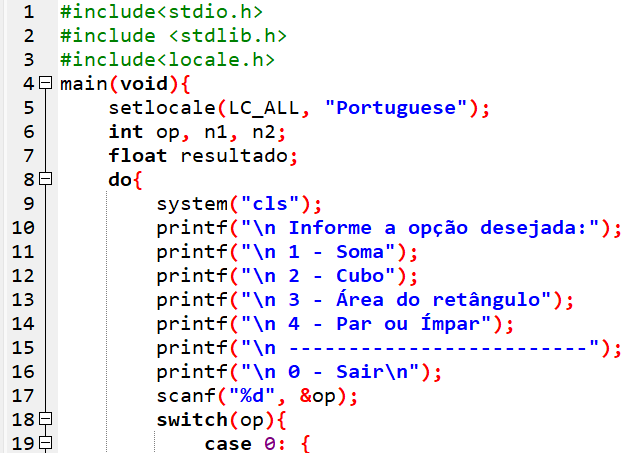 1 #include<stdio.h>
2 #include <stdlib.h>
3 #include<locale.h>
4 main(void){
5 setlocale(LC_ALL, "Portuguese");
6 int op, n1, n2;
7 float resultado;
8 do{
9 system("cls");
10 printf("\n Informe a opção desejada:");
11 printf("\n 1 - Soma");
12 printf("\n 2 - Cubo");
13 printf("\n 3 - Área do retângulo");
14 printf("\n 4 - Par ou Ímpar");
15 printf("\n -------------------------");
16 printf("\n 0 - Sair\n");
17 scanf("%d", &op);
18 switch(op){
19 case 0: {